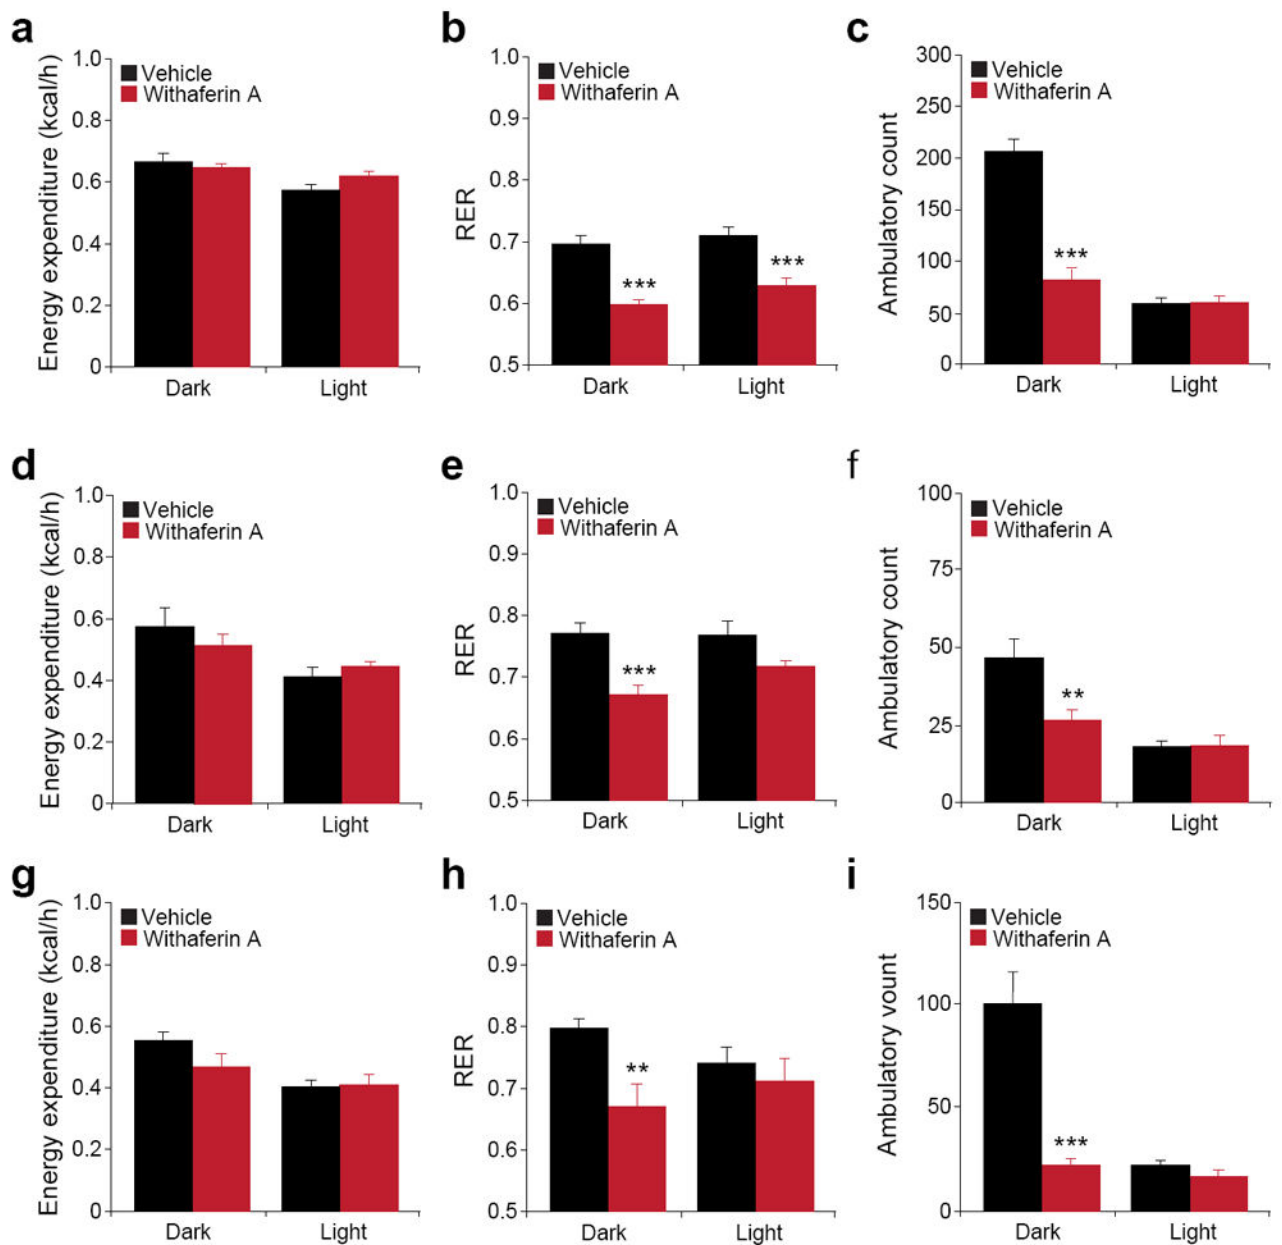 a
Energy expenditure (kcal/h)
1.0
0.8
0.6
0.4
0.2
0
Vehicle
Withaferin A
Dark
Light
b
RER
1.0
0.9
0.8
0.7
0.6
0.5
Vehicle
Withaferin A
***
***
Dark
Light
c
Ambulatory count
300
250
200
150
100
50
0
Vehicle
Withaferin A
***
Dark
Light
d
Energy expenditure (kcal/h)
1.0
0.8
0.6
0.4
0.2
0
Vehicle
Withaferin A
Dark
Light
e
RER
1.0
0.9
0.8
0.7
0.6
0.5
Vehicle
Withaferin A
***
Dark
Light
f
Ambulatory count
100
75
50
25
0
Vehicle
Withaferin A
**
Dark
Light
g
Energy expenditure (kcal/h)
1.0
0.8
0.6
0.4
0.2
0
Vehicle
Withaferin A
Dark
Light
h
RER
1.0
0.9
0.8
0.7
0.6
0.5
Vehicle
Withaferin A
**
Dark
Light
i
Ambulatory vount
150
100
50
0
Vehicle
Withaferin A
***
Dark
Light